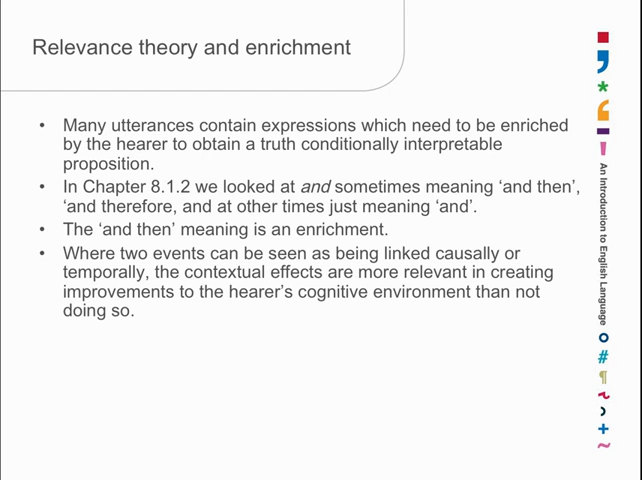 Relevance theory and enrichment
• Many utterances contain expressions which need to be enriched
by the hearer to obtain a truth conditionally interpretable
proposition.
• In Chapter 8.1.2 we looked at and sometimes meaning ‘and then’,
‘and therefore, and at other times just meaning ‘and’.
• The ‘and then’ meaning is an enrichment.
• Where two events can be seen as being linked causally or
temporally, the contextual effects are more relevant in creating
improvements to the hearer’s cognitive environment than not
doing so.
An Introduction to English Language